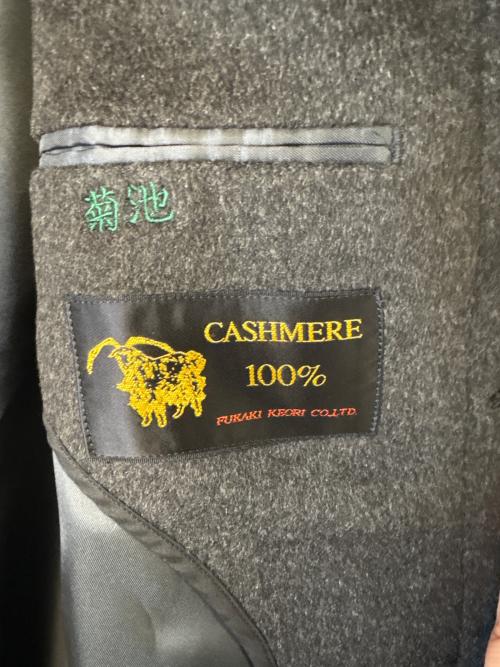 菊池
CASHMERE
100%
FUKAKI KEORI CO.,LTD.